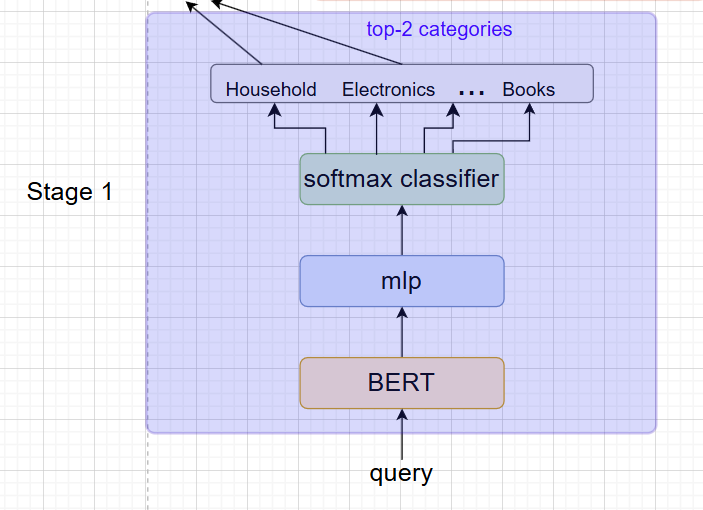 top-2 categories
Household Electronics ... Books
softmax classifier
Stage 1
mlp
BERT
query